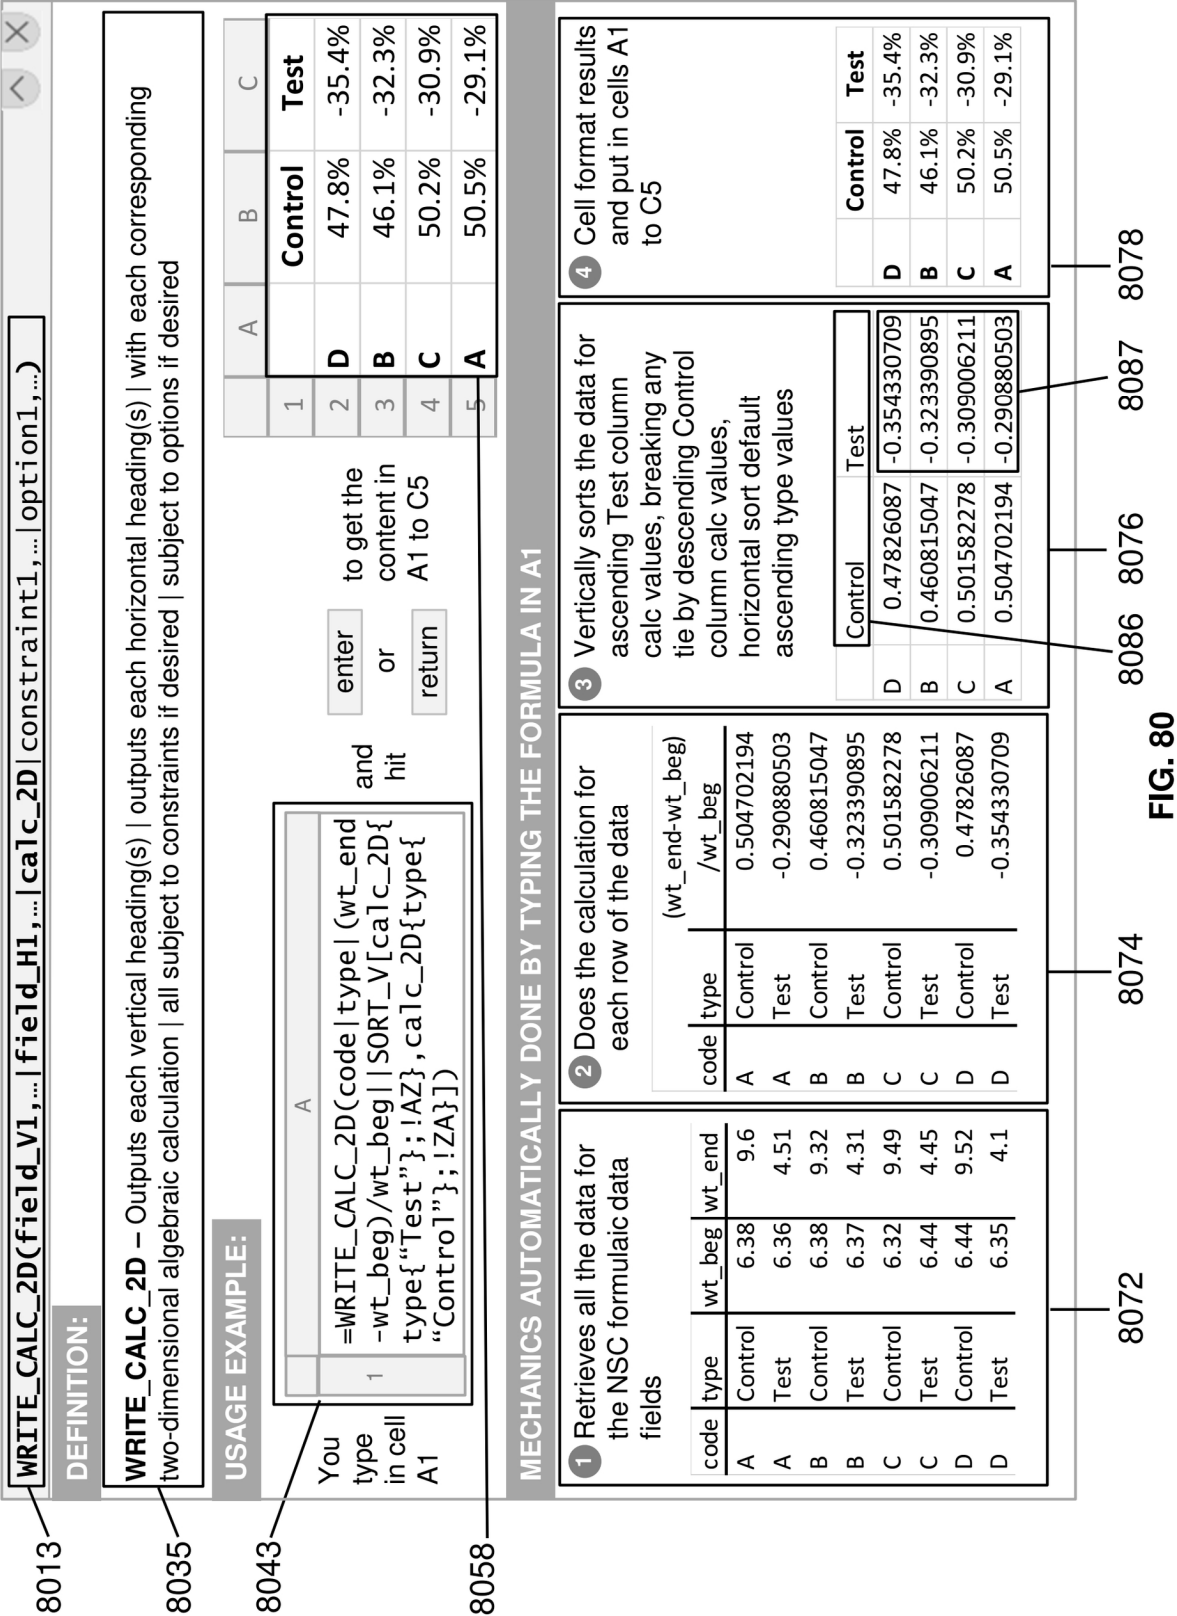 WRITE_CALC_2D(field_V1,…|field_H1,…|calc_2D|constraint1,…|option1,…)
DEFINITION:
WRITE_CALC_2D – Outputs each vertical heading(s) | outputs each horizontal heading(s) | with each corresponding
two-dimensional algebraic calculation | all subject to constraints if desired | subject to options if desired
USAGE EXAMPLE:
You
type
in cell
A1
A
1
=WRITE_CALC_2D(code|type|(wt_end
-wt_beg)/wt_beg||SORT_V[calc_2D{
type{“Test”};!AZ},calc_2D{type{
“Control”};!ZA}])
and
hit
enter
or
return
to get the
content in
A1 to C5
A B C
1 Control Test
2 D 47.8% -35.4%
3 B 46.1% -32.3%
4 C 50.2% -30.9%
5 A 50.5% -29.1%
MECHANICS AUTOMATICALLY DONE BY TYPING THE FORMULA IN A1
1 Retrieves all the data for
the NSC formulaic data
fields
code type wt_beg wt_end
A Control 6.38 9.6
A Test 6.36 4.51
B Control 6.38 9.32
B Test 6.37 4.31
C Control 6.32 9.49
C Test 6.44 4.45
D Control 6.44 9.52
D Test 6.35 4.1
2 Does the calculation for
each row of the data
(wt_end-wt_beg)
code type /wt_beg
A Control 0.504702194
A Test -0.290880503
B Control 0.460815047
B Test -0.323390895
C Control 0.501582278
C Test -0.309006211
D Control 0.47826087
D Test -0.354330709
3 Vertically sorts the data for
ascending Test column
calc values, breaking any
tie by descending Control
column calc values,
horizontal sort default
ascending type values
Control Test
D 0.47826087 -0.354330709
B 0.460815047 -0.323390895
C 0.501582278 -0.309006211
A 0.504702194 -0.290880503
4 Cell format results
and put in cells A1
to C5
Control Test
D 47.8% -35.4%
B 46.1% -32.3%
C 50.2% -30.9%
A 50.5% -29.1%
8013
8035
8043
8058
8072
8074
8086
8076
8087
8078
FIG. 80